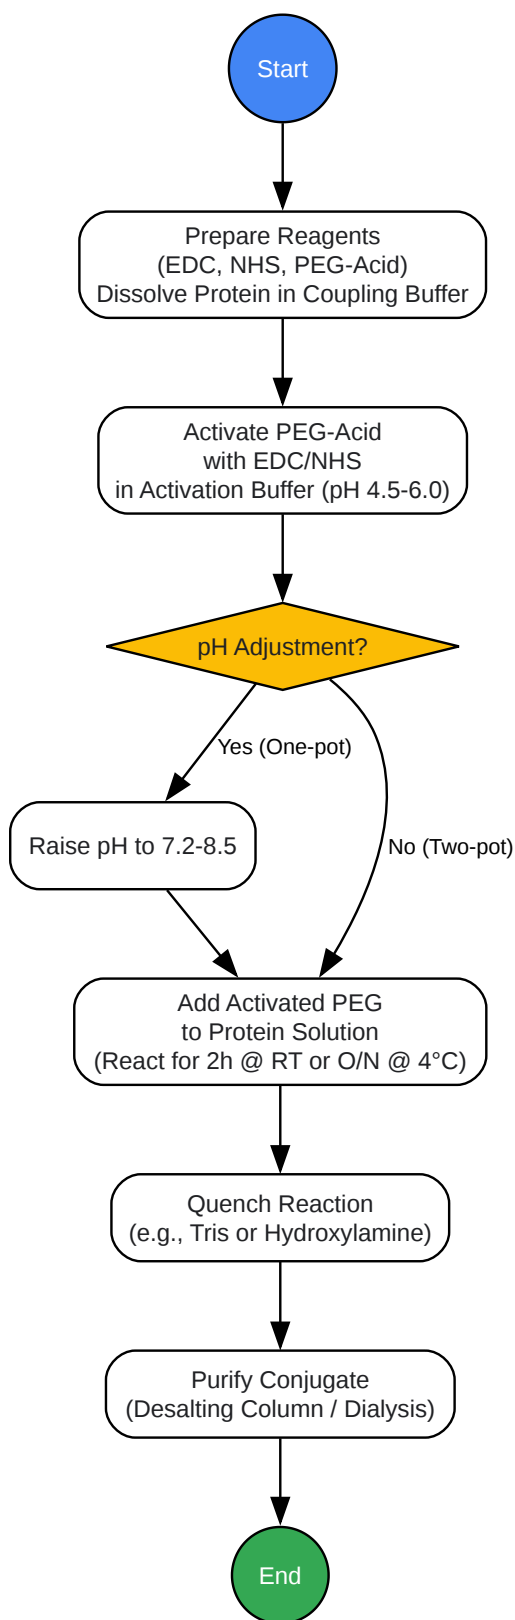 Start
Prepare Reagents
(EDC, NHS, PEG-Acid)
Dissolve Protein in Coupling Buffer
Activate PEG-Acid
with EDC/NHS
in Activation Buffer (pH 4.5-6.0)
pH Adjustment?
Yes (One-pot)
Raise pH to 7.2-8.5
No (Two-pot)
Add Activated PEG
to Protein Solution
(React for 2h @ RT or O/N @ 4°C)
Quench Reaction
(e.g., Tris or Hydroxylamine)
Purify Conjugate
(Desalting Column / Dialysis)
End